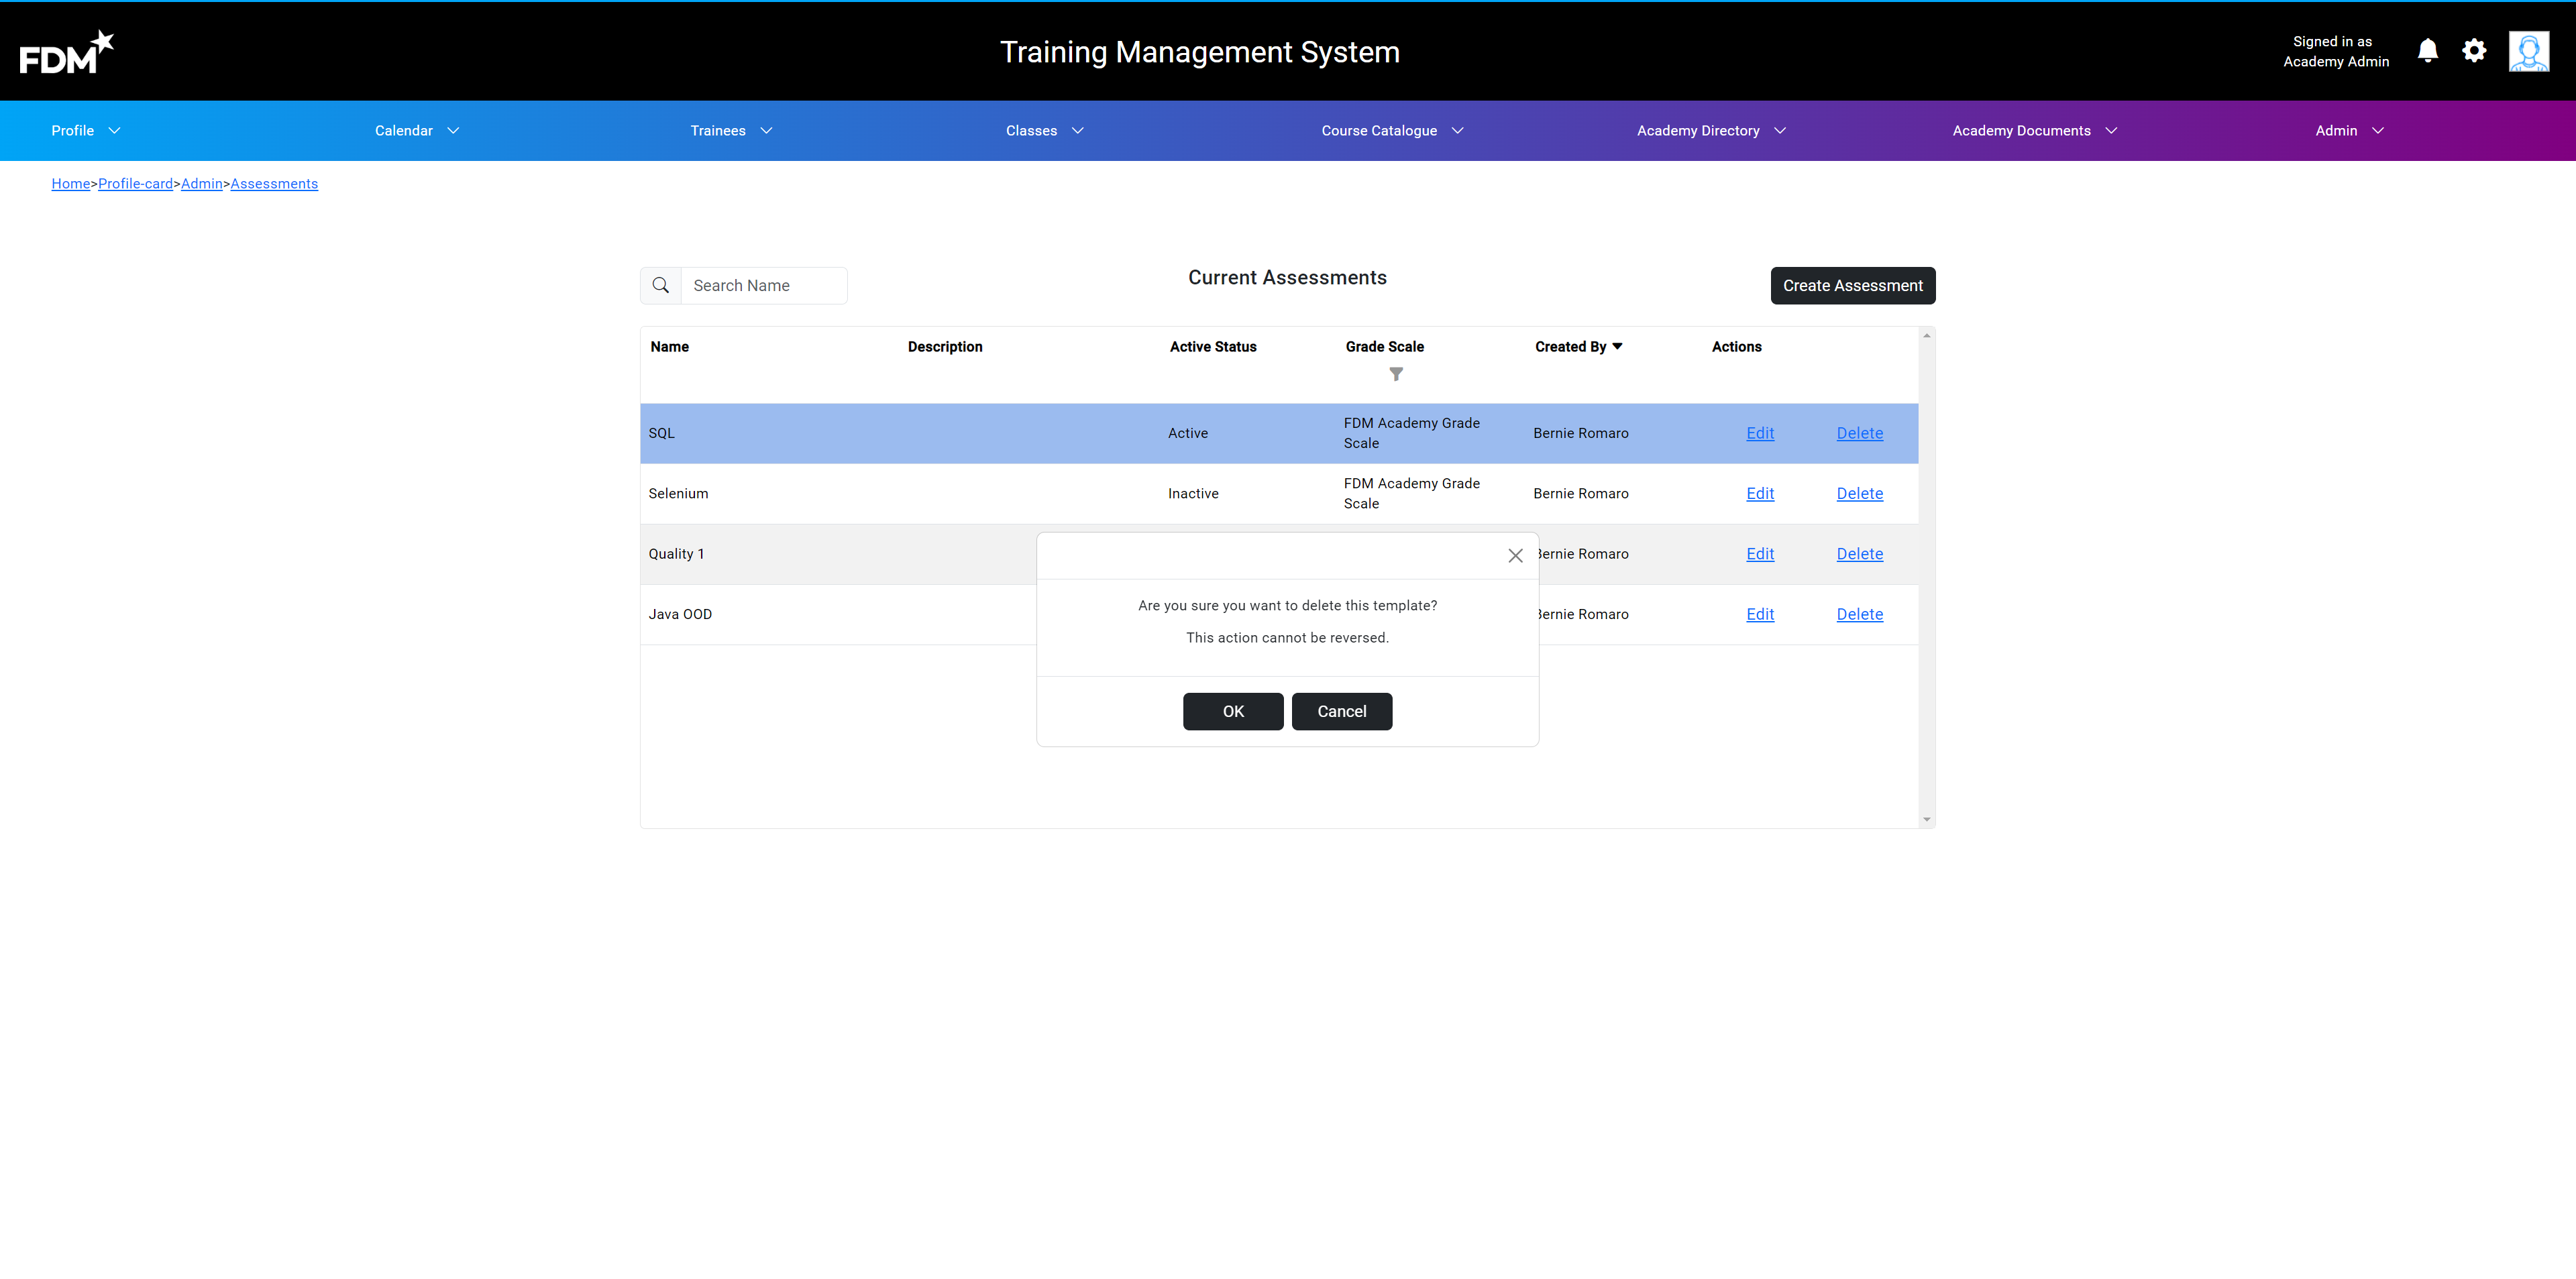 FDM
Training Management System
Signed in as
Academy Admin
Profile
Calendar
Trainees
Classes
Course Catalogue
Academy Directory
Academy Documents
Admin
Home>Profile-card>Admin>Assessments
Search Name
Current Assessments
Create Assessment
Name Description Active Status Grade Scale Created By Actions
SQL Active FDM Academy Grade Scale Bernie Romaro Edit Delete
Selenium Inactive FDM Academy Grade Scale Bernie Romaro Edit Delete
Quality 1 Bernie Romaro Edit Delete
Java OOD Bernie Romaro Edit Delete
Are you sure you want to delete this template?
This action cannot be reversed.
OK
Cancel